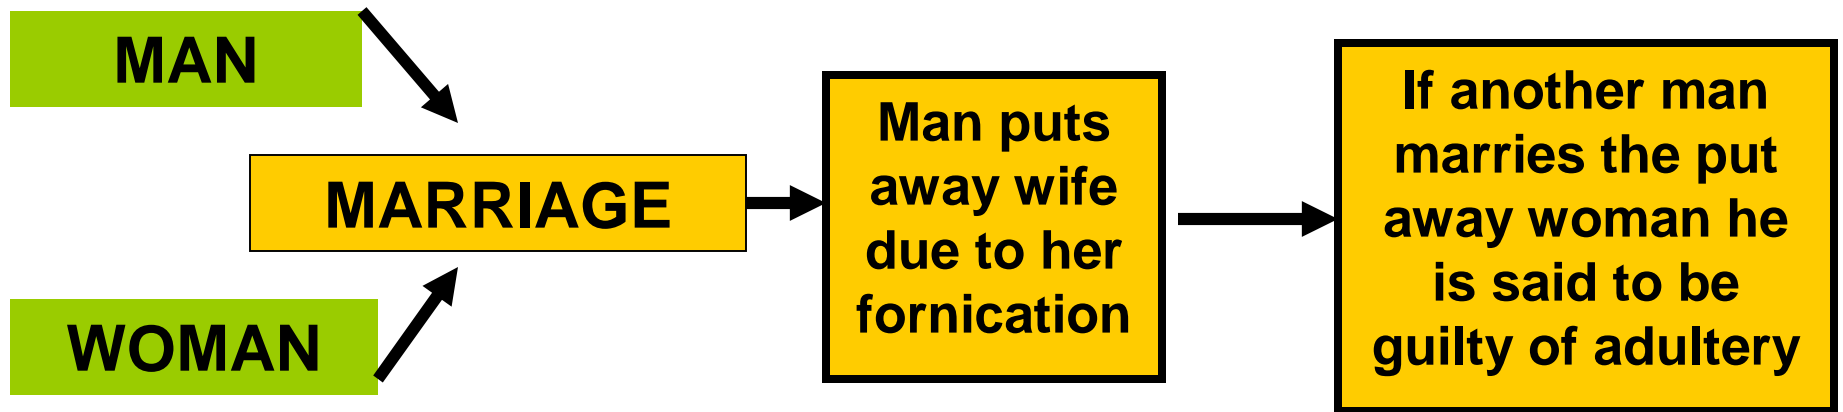 MAN
WOMAN
MARRIAGE
Man puts
away wife
due to her
fornication
If another man
marries the put
away woman he
is said to be
guilty of adultery